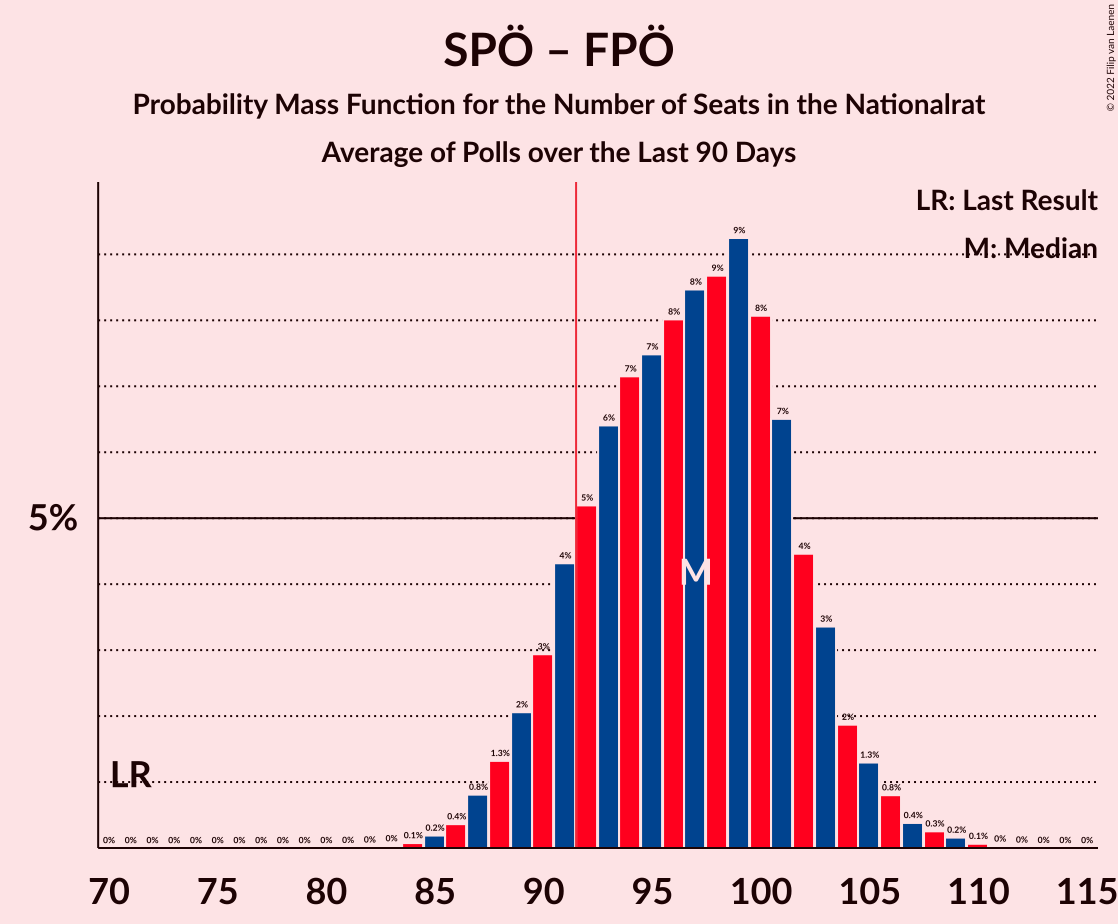 SPÖ – FPÖ
Probability Mass Function for the Number of Seats in the Nationalrat
Average of Polls over the Last 90 Days
© 2022 Filip van Laenen
LR: Last Result
M: Median
5%
LR
M
0% 0% 0% 0% 0% 0% 0% 0% 0% 0% 0% 0% 0% 0% 0.1% 0.2% 0.4% 0.8% 1.3% 2% 3% 4% 5% 6% 7% 7% 8% 8% 9% 9% 8% 7% 4% 3% 2% 1.3% 0.8% 0.4% 0.3% 0.2% 0.1% 0% 0% 0% 0% 0%
70 75 80 85 90 95 100 105 110 115